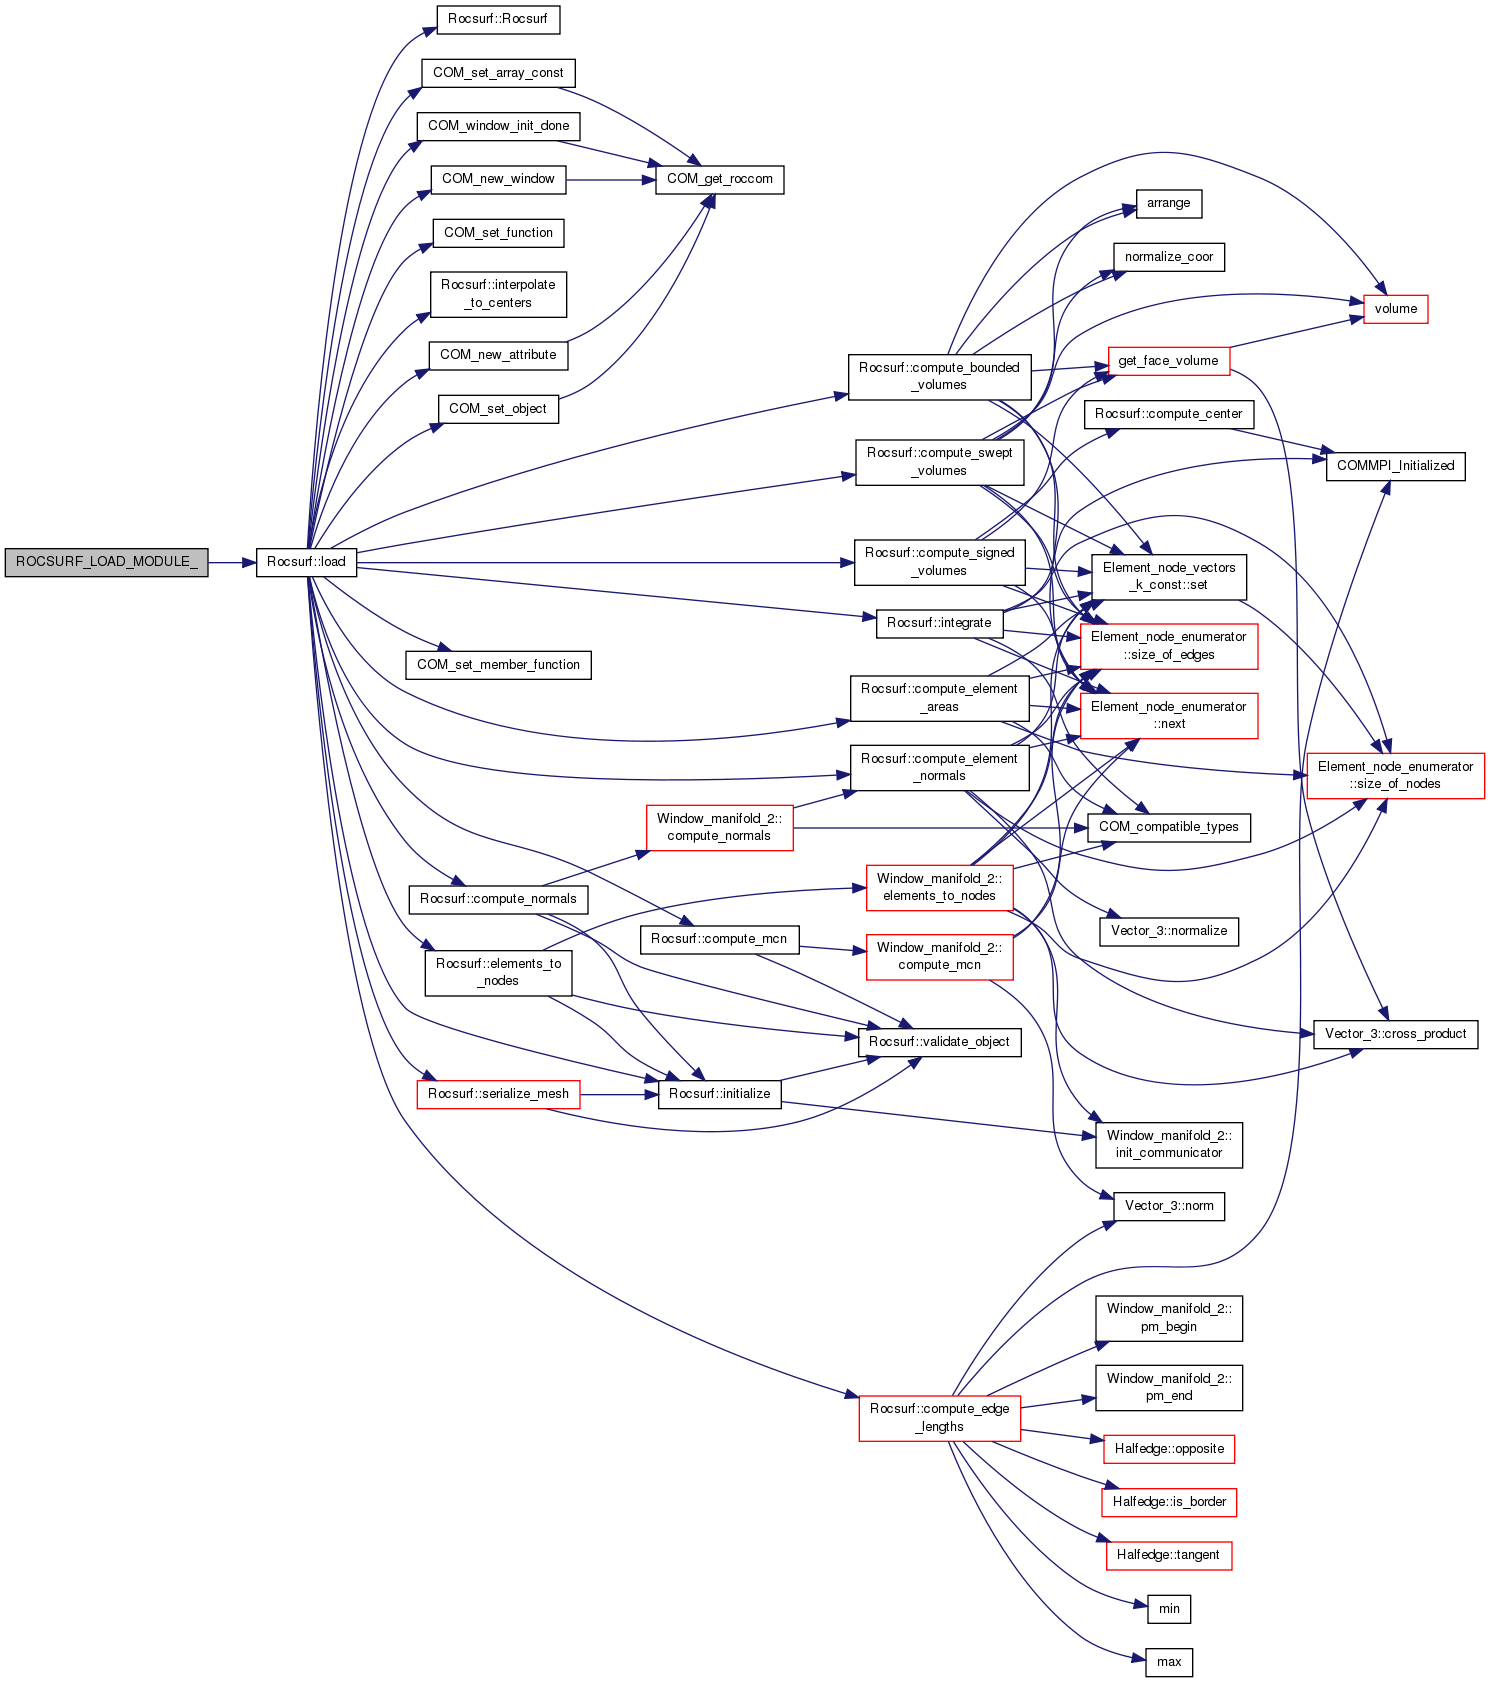 Rocsurf::Rocsurf
COM_set_array_const
COM_window_init_done
COM_new_window
COM_get_roccom
COM_set_function
Rocsurf::interpolate
_to_centers
COM_new_attribute
COM_set_object
arrange
normalize_coor
volume
get_face_volume
Rocsurf::compute_bounded
_volumes
Rocsurf::compute_center
Rocsurf::compute_swept
_volumes
COMMPI_Initialized
ROCSURF_LOAD_MODULE_
Rocsurf::load
Rocsurf::compute_signed
_volumes
Element_node_vectors
_k_const::set
Rocsurf::integrate
Element_node_enumerator
::size_of_edges
COM_set_member_function
Rocsurf::compute_element
_areas
Element_node_enumerator
::next
Rocsurf::compute_element
_normals
Element_node_enumerator
::size_of_nodes
Window_manifold_2::
compute_normals
COM_compatible_types
Rocsurf::compute_normals
Window_manifold_2::
elements_to_nodes
Rocsurf::compute_mcn
Vector_3::normalize
Rocsurf::elements_to
_nodes
Window_manifold_2::
compute_mcn
Rocsurf::validate_object
Vector_3::cross_product
Rocsurf::serialize_mesh
Rocsurf::initialize
Window_manifold_2::
init_communicator
Vector_3::norm
Window_manifold_2::
pm_begin
Window_manifold_2::
pm_end
Rocsurf::compute_edge
_lengths
Halfedge::opposite
Halfedge::is_border
Halfedge::tangent
min
max